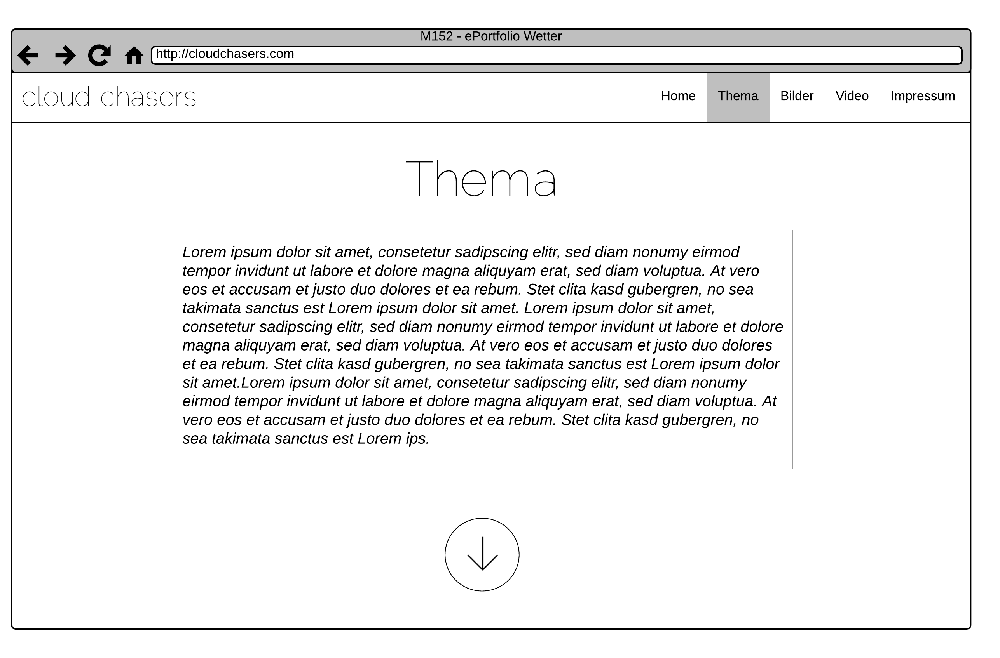 M152 - ePortfolio Wetter
http://cloudchasers.com
cloud chasers
Home Thema Bilder Video Impressum
Thema
Lorem ipsum dolor sit amet, consetetur sadipscing elitr, sed diam nonumy eirmod
tempor invidunt ut labore et dolore magna aliquyam erat, sed diam voluptua. At vero
eos et accusam et justo duo dolores et ea rebum. Stet clita kasd gubergren, no sea
takimata sanctus est Lorem ipsum dolor sit amet. Lorem ipsum dolor sit amet,
consetetur sadipscing elitr, sed diam nonumy eirmod tempor invidunt ut labore et dolore
magna aliquyam erat, sed diam voluptua. At vero eos et accusam et justo duo dolores
et ea rebum. Stet clita kasd gubergren, no sea takimata sanctus est Lorem ipsum dolor
sit amet.Lorem ipsum dolor sit amet, consetetur sadipscing elitr, sed diam nonumy
eirmod tempor invidunt ut labore et dolore magna aliquyam erat, sed diam voluptua. At
vero eos et accusam et justo duo dolores et ea rebum. Stet clita kasd gubergren, no
sea takimata sanctus est Lorem ips.